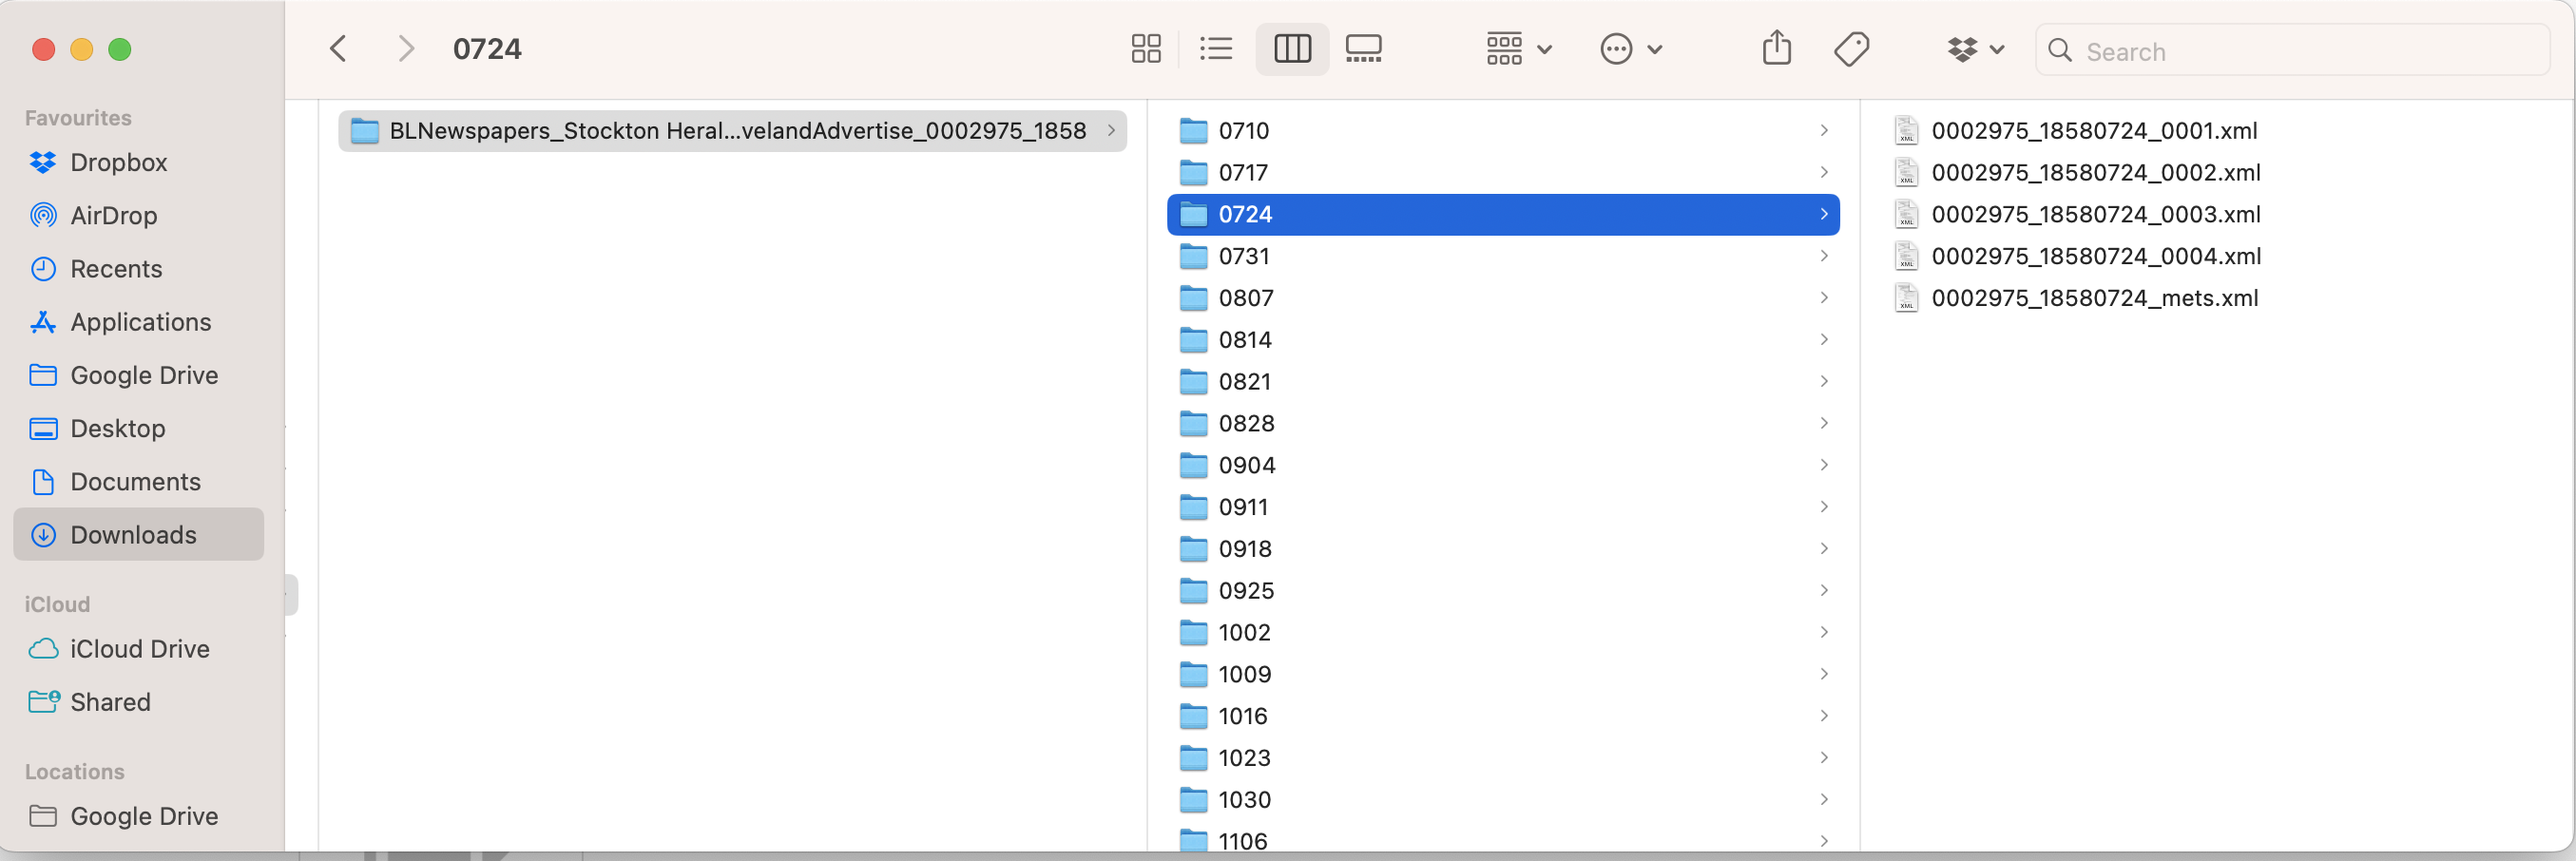 0724
Search
Favourites
Dropbox
AirDrop
Recents
Applications
Google Drive
Desktop
Documents
Downloads
iCloud
iCloud Drive
Shared
Locations
Google Drive
BLNewspapers_Stockton Heral...velandAdvertise_0002975_1858
0710
0717
0724
0731
0807
0814
0821
0828
0904
0911
0918
0925
1002
1009
1016
1023
1030
1106
0002975_18580724_0001.xml
0002975_18580724_0002.xml
0002975_18580724_0003.xml
0002975_18580724_0004.xml
0002975_18580724_mets.xml